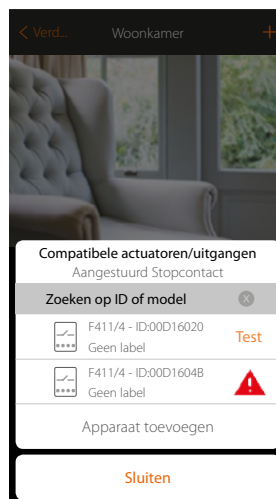 < Verd... Woonkamer +
Compatibele actuatoren/uitgangen
Aangestuurd Stopcontact
Zoeken op ID of model X
F411/4 - ID:00D16020
Geen label
Test
F411/4 - ID:00D1604B
Geen label
Apparaat toevoegen
Sluiten